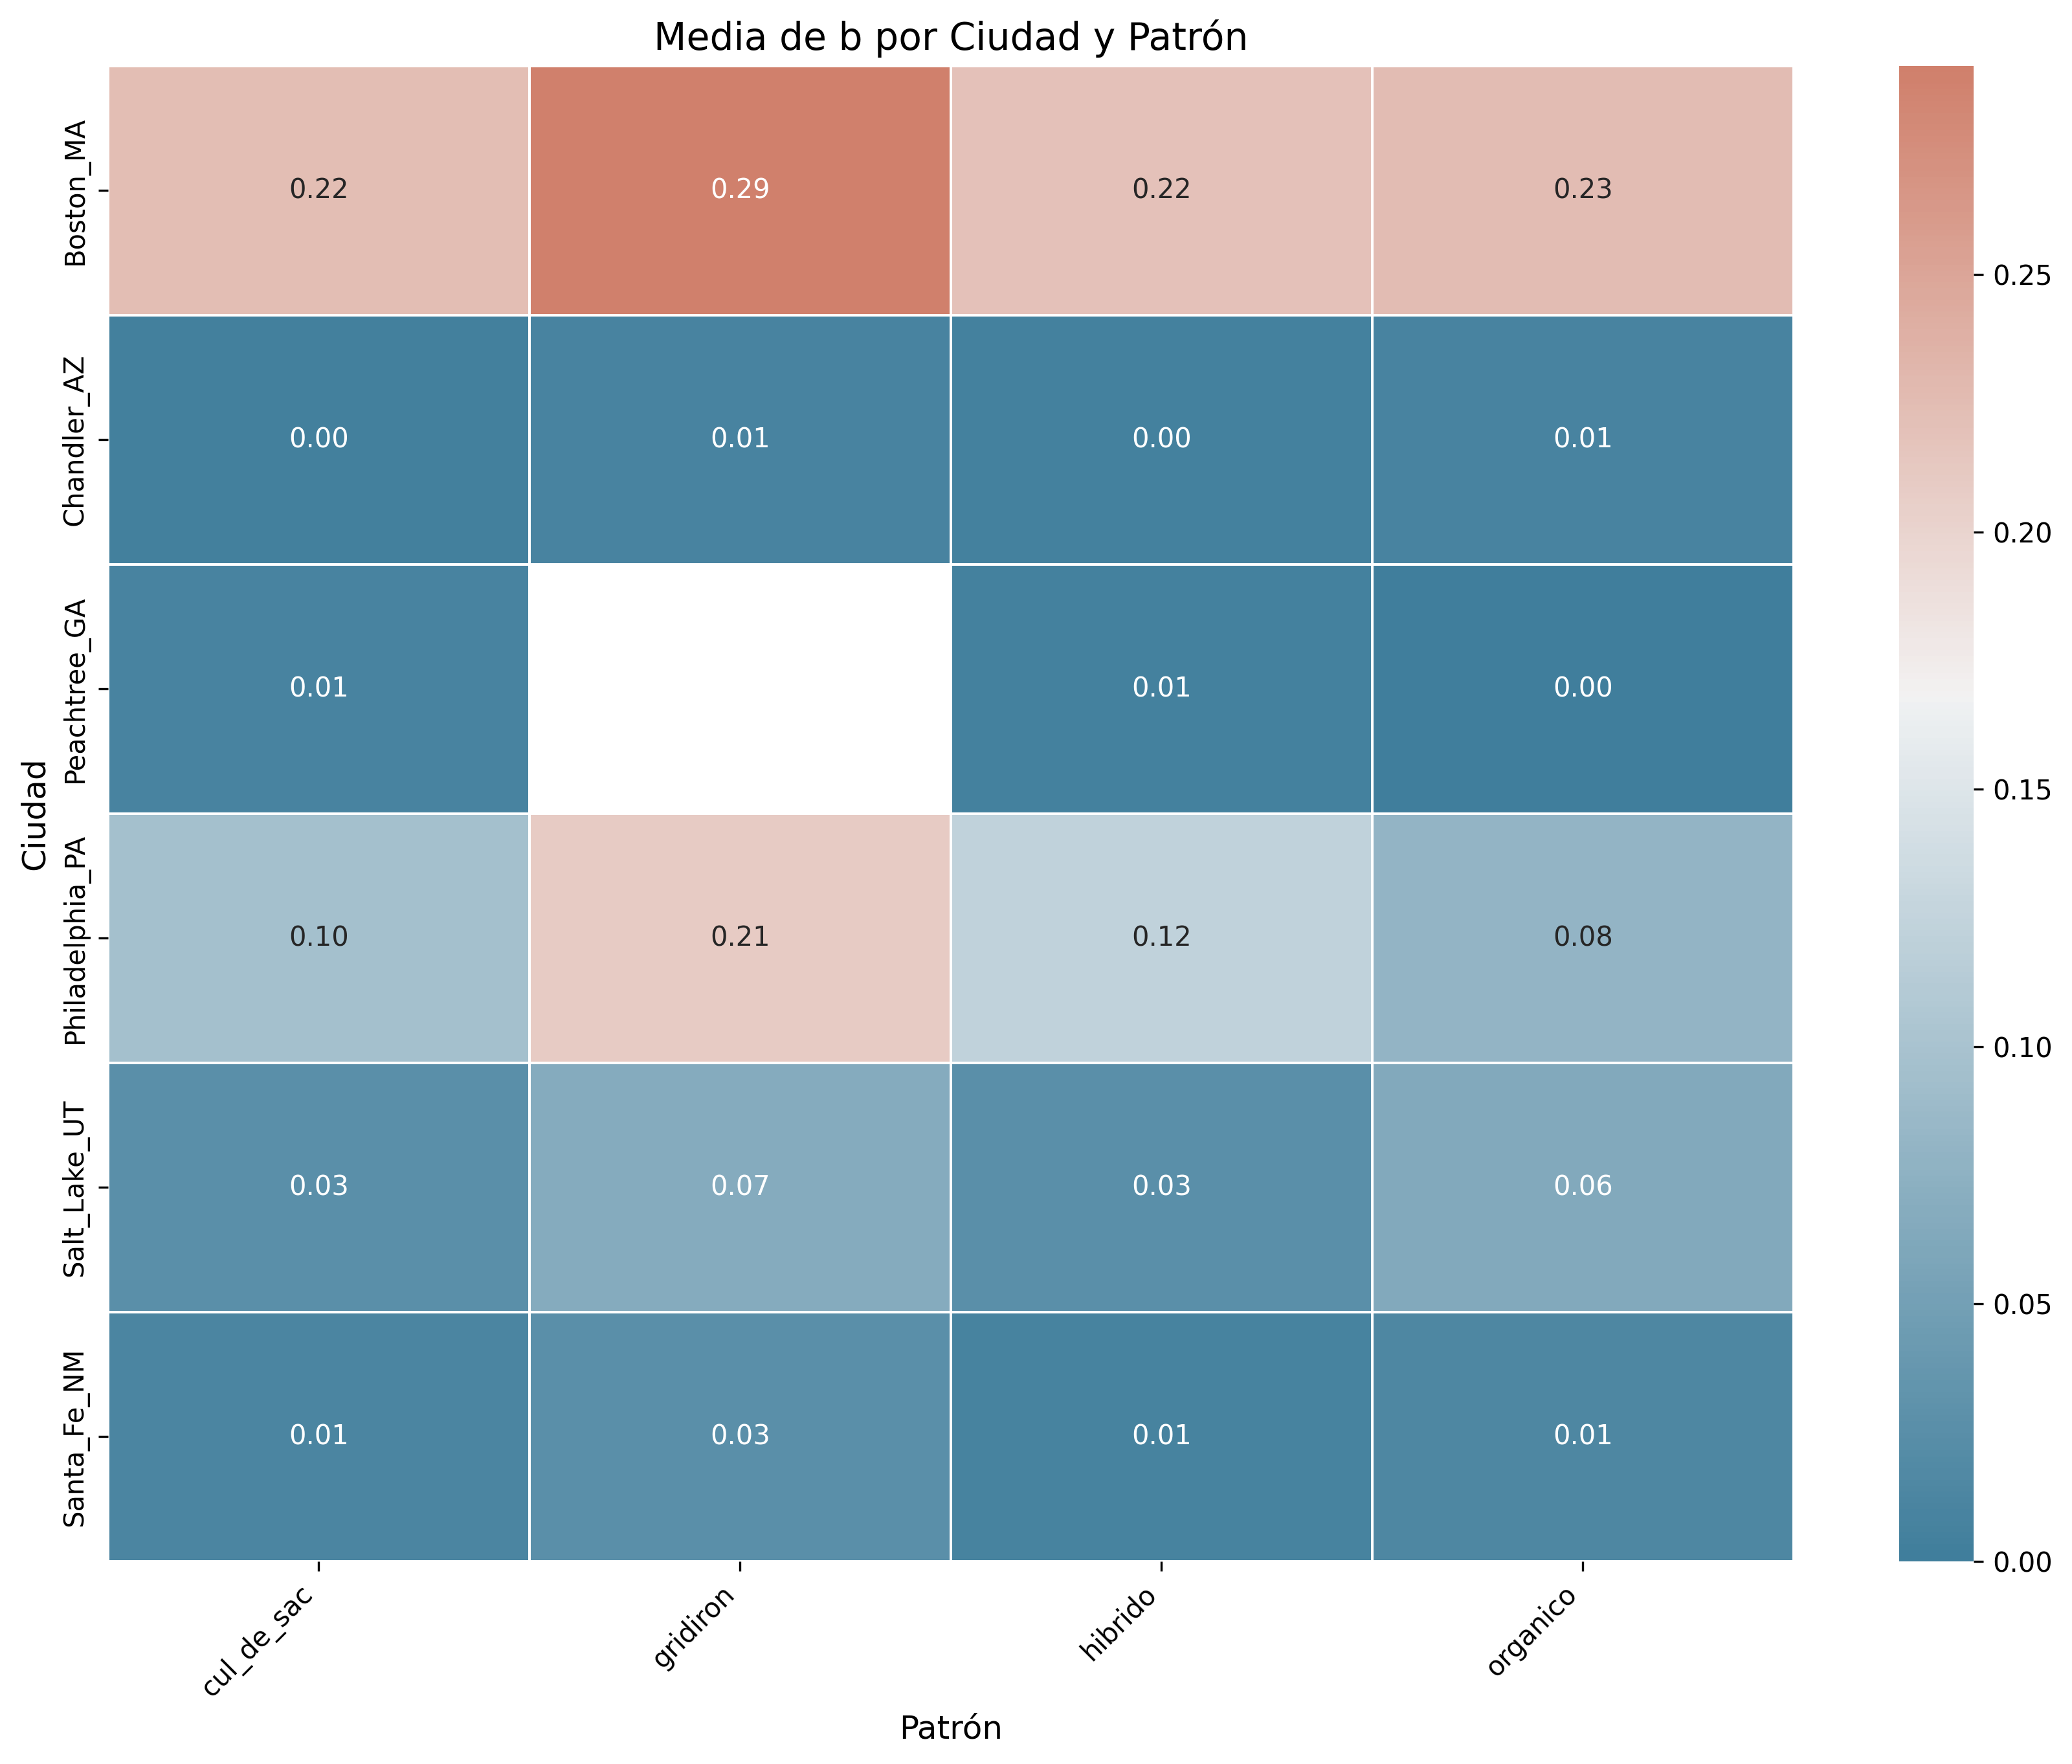 Media de b por Ciudad y Patrón
Ciudad
Boston_MA
0.22 0.29 0.22 0.23
Chandler_AZ
0.00 0.01 0.00 0.01
Peachtree_GA
0.01 0.01 0.00
Philadelphia_PA
0.10 0.21 0.12 0.08
Salt_Lake_UT
0.03 0.07 0.03 0.06
Santa_Fe_NM
0.01 0.03 0.01 0.01
cul_de_sac gridiron hibrido organico
Patrón
0.25
0.20
0.15
0.10
0.05
0.00